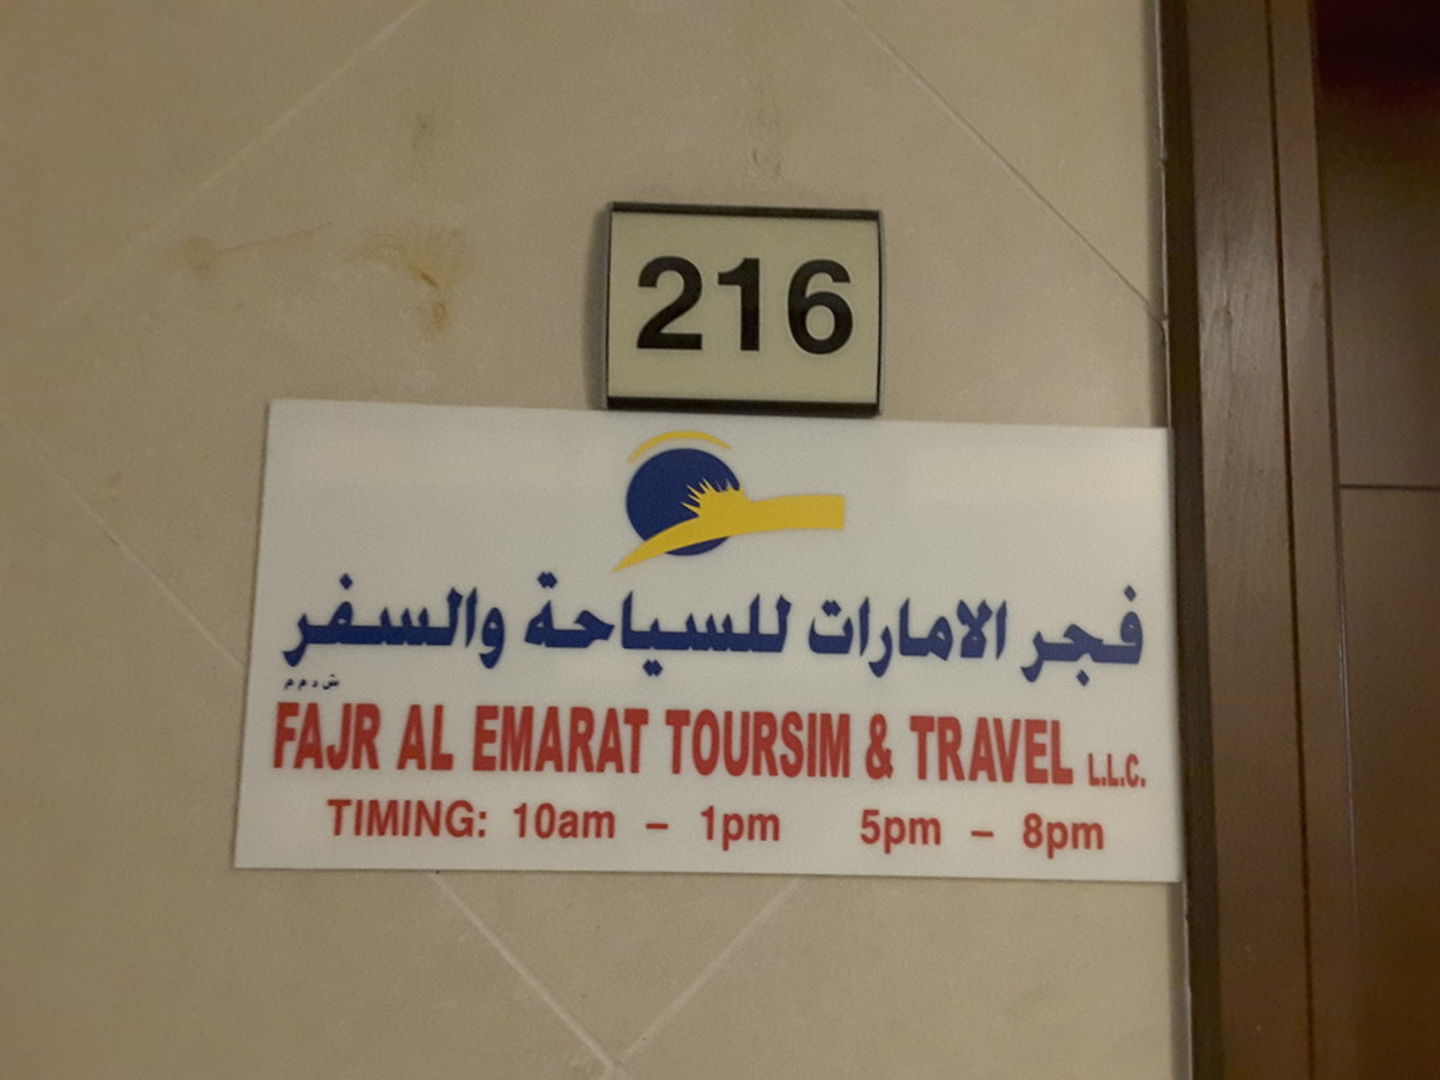 216
فجر الامارات للسياحة والسفر
ش ذ م م
FAJR AL EMARAT TOURSIM & TRAVEL L.L.C.
TIMING: 10am – 1pm 5pm – 8pm